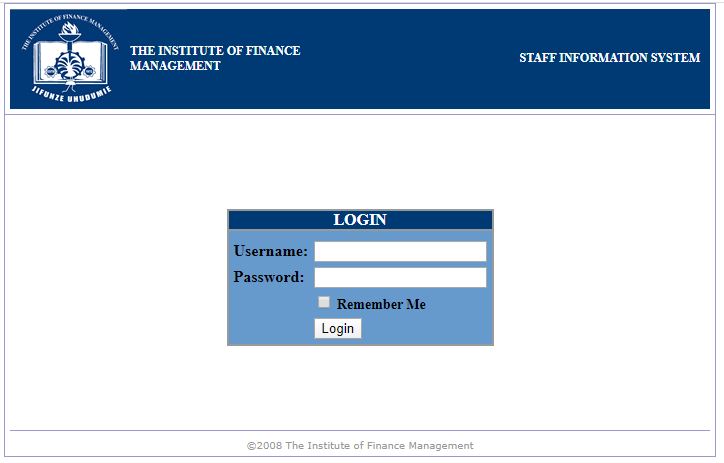 THE INSTITUTE OF FINANCE MANAGEMENT
JIFUNZE UHUDUMIE
THE INSTITUTE OF FINANCE
MANAGEMENT
STAFF INFORMATION SYSTEM
LOGIN
Username:
Password:
Remember Me
Login
©2008 The Institute of Finance Management